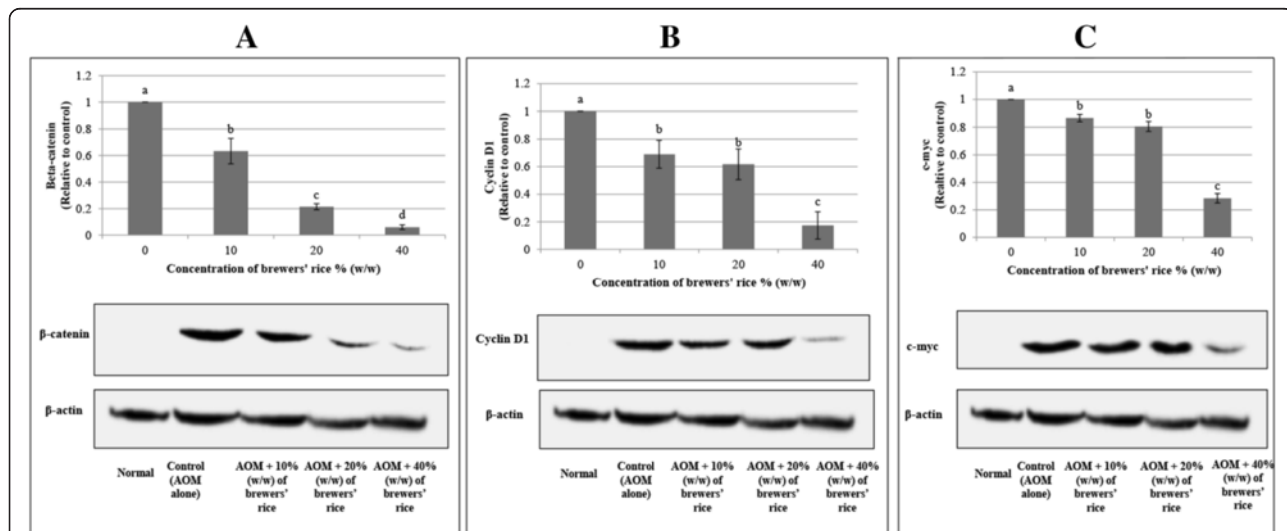 A
B
C
Beta-catenin
(Relative to control)
1.2
1
0.8
0.6
0.4
0.2
0
a
b
c
d
0 10 20 40
Concentration of brewers' rice % (w/w)
β-catenin
β-actin
Normal
Control
(AOM
alone)
AOM + 10%
(w/w) of
brewers'
rice
AOM + 20%
(w/w) of
brewers'
rice
AOM + 40%
(w/w) of
brewers'
rice
Cyclin D1
(Relative to control)
1.2
1
0.8
0.6
0.4
0.2
0
a
b
b
c
0 10 20 40
Concentration of brewers' rice % (w/w)
Cyclin D1
β-actin
Normal
Control
(AOM
alone)
AOM + 10%
(w/w) of
brewers'
rice
AOM + 20%
(w/w) of
brewers'
rice
AOM + 40%
(w/w) of
brewers'
rice
c-myc
(Realtive to control)
1.2
1
0.8
0.6
0.4
0.2
0
a
b
b
c
0 10 20 40
Concentration of brewers' rice % (w/w)
c-myc
β-actin
Normal
Control
(AOM
alone)
AOM + 10%
(w/w) of
brewers'
rice
AOM + 20%
(w/w) of
brewers'
rice
AOM + 40%
(w/w) of
brewers'
rice